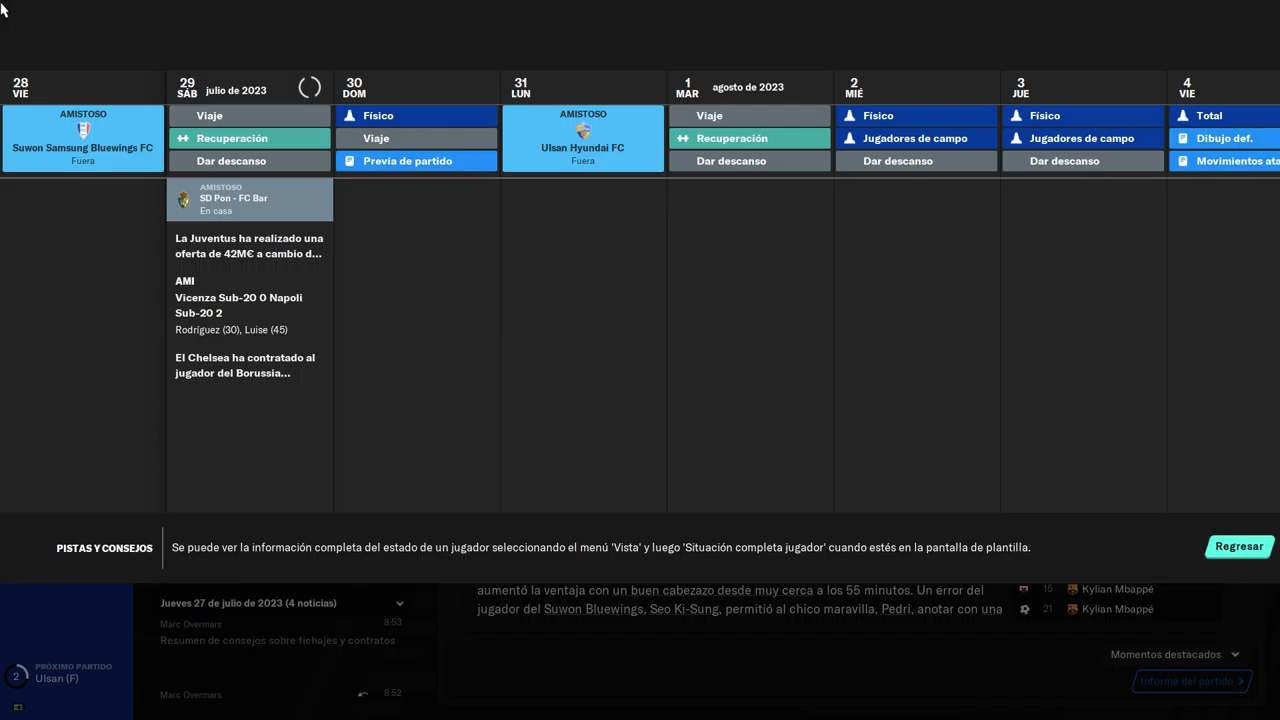 28
VIE
29
SÁB
julio de 2023
30
DOM
31
LUN
1
MAR
agosto de 2023
2
MIÉ
3
JUE
4
VIE
AMISTOSO
Suwon Samsung Bluewings FC
Fuera
Viaje
Recuperación
Dar descanso
Físico
Viaje
Previa de partido
AMISTOSO
Ulsan Hyundai FC
Fuera
Viaje
Recuperación
Dar descanso
Físico
Jugadores de campo
Dar descanso
Físico
Jugadores de campo
Dar descanso
Total
Dibujo def.
Movimientos ata
AMISTOSO
SD Pon - FC Bar
En casa
La Juventus ha realizado una
oferta de 42M€ a cambio d...
AMI
Vicenza Sub-20 0 Napoli
Sub-20 2
Rodríguez (30), Luise (45)
El Chelsea ha contratado al
jugador del Borussia...
PISTAS Y CONSEJOS
Se puede ver la información completa del estado de un jugador seleccionando el menú 'Vista' y luego 'Situación completa jugador' cuando estés en la pantalla de plantilla.
Regresar
Jueves 27 de julio de 2023 (4 noticias)
Marc Overmars
8:53
Resumen de consejos sobre fichajes y contratos
Marc Overmars
8:52
2
PRÓXIMO PARTIDO
Ulsan (F)
aumentó la ventaja con un buen cabezazo desde muy cerca a los 55 minutos. Un error del
jugador del Suwon Bluewings, Seo Ki-Sung, permitió al chico maravilla, Pedri, anotar con una
15
Kylian Mbappé
21
Kylian Mbappé
Momentos destacados
Informe del partido